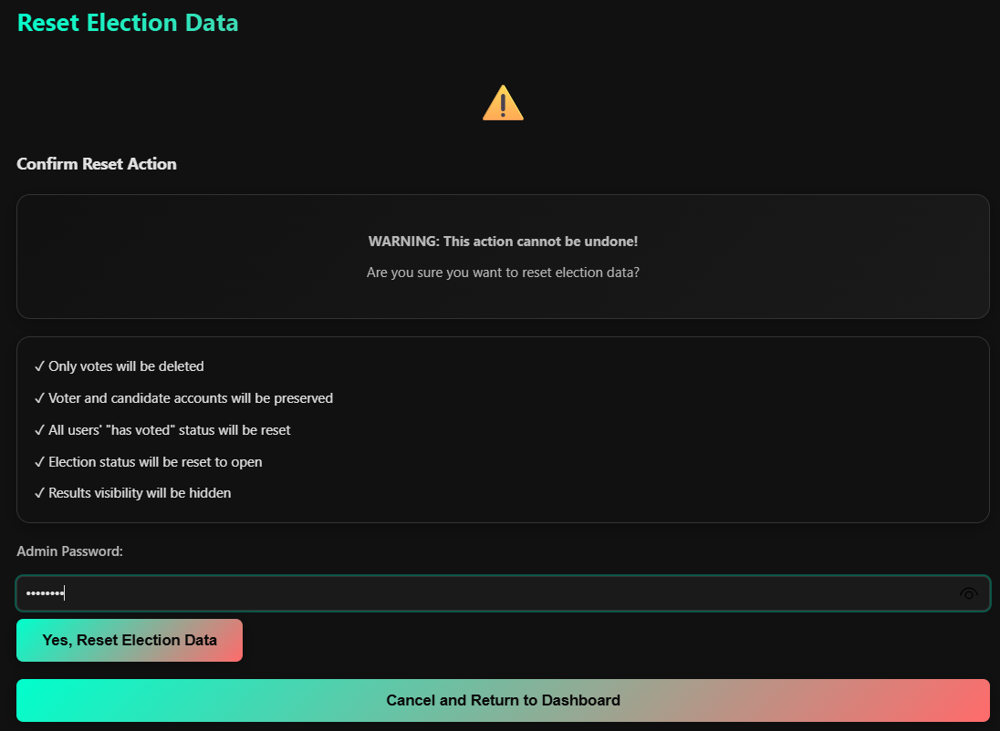 Reset Election Data
Confirm Reset Action
WARNING: This action cannot be undone!
Are you sure you want to reset election data?
✓ Only votes will be deleted
✓ Voter and candidate accounts will be preserved
✓ All users' "has voted" status will be reset
✓ Election status will be reset to open
✓ Results visibility will be hidden
Admin Password:
••••••••
Yes, Reset Election Data
Cancel and Return to Dashboard